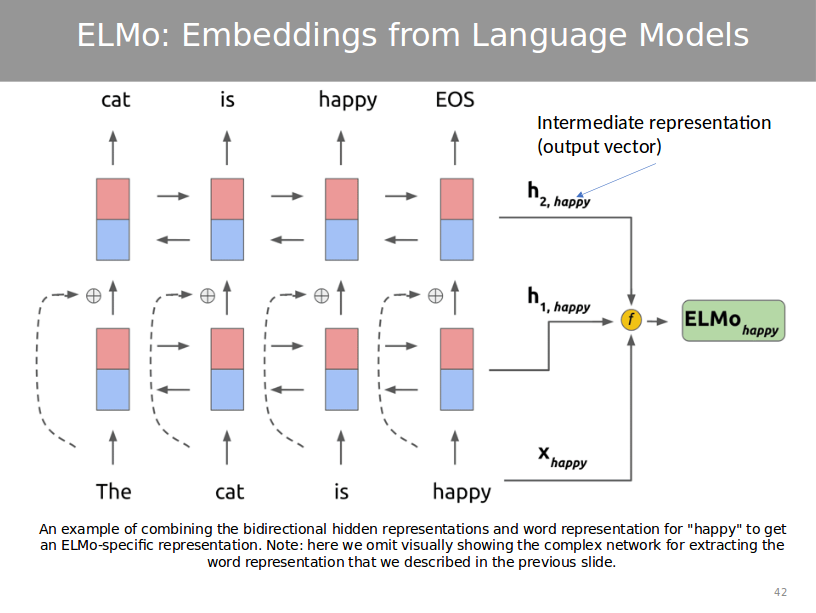 ELMo: Embeddings from Language Models
cat is happy EOS
Intermediate representation
(output vector)
h2, happy
h1, happy
f
ELMohappy
xhappy
The cat is happy
An example of combining the bidirectional hidden representations and word representation for "happy" to get
an ELMo-specific representation. Note: here we omit visually showing the complex network for extracting the
word representation that we described in the previous slide.
42